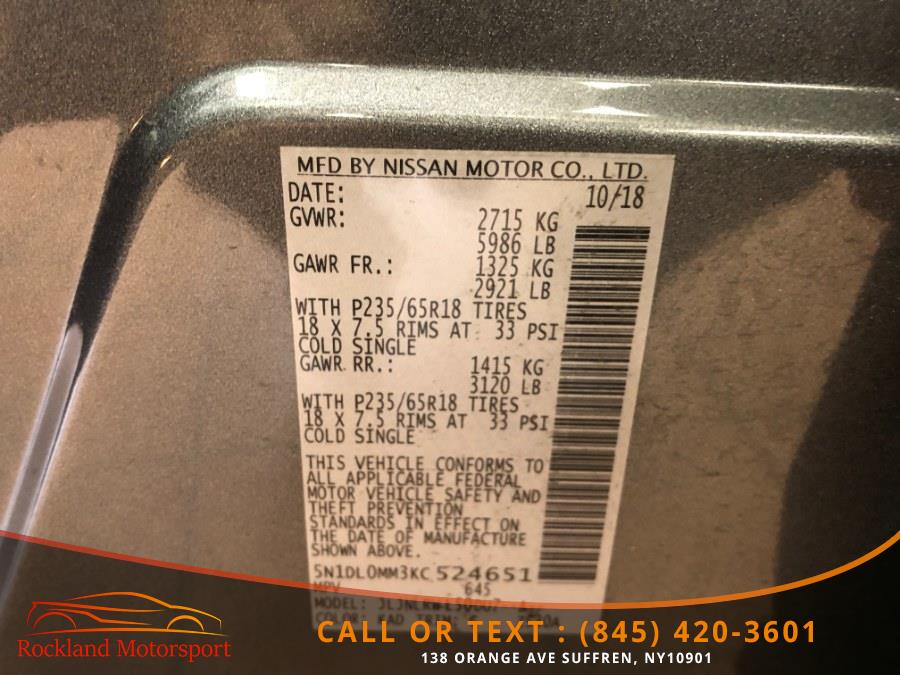 MFD BY NISSAN MOTOR CO., LTD.
DATE: 10/18
GVWR: 2715 KG
5986 LB
GAWR FR.: 1325 KG
2921 LB
WITH P235/65R18 TIRES
18 X 7.5 RIMS AT 33 PSI
COLD SINGLE
GAWR RR.: 1415 KG
3120 LB
WITH P235/65R18 TIRES
18 X 7.5 RIMS AT 33 PSI
COLD SINGLE
THIS VEHICLE CONFORMS TO
ALL APPLICABLE FEDERAL
MOTOR VEHICLE SAFETY AND
THEFT PREVENTION
STANDARDS IN EFFECT ON
THE DATE OF MANUFACTURE
SHOWN ABOVE.
5N1DL0MM3KC524651
MPV 645
MODEL:
COLOR: KAD TRIM:
Rockland Motorsport
CALL OR TEXT : (845) 420-3601
138 ORANGE AVE SUFFREN, NY10901